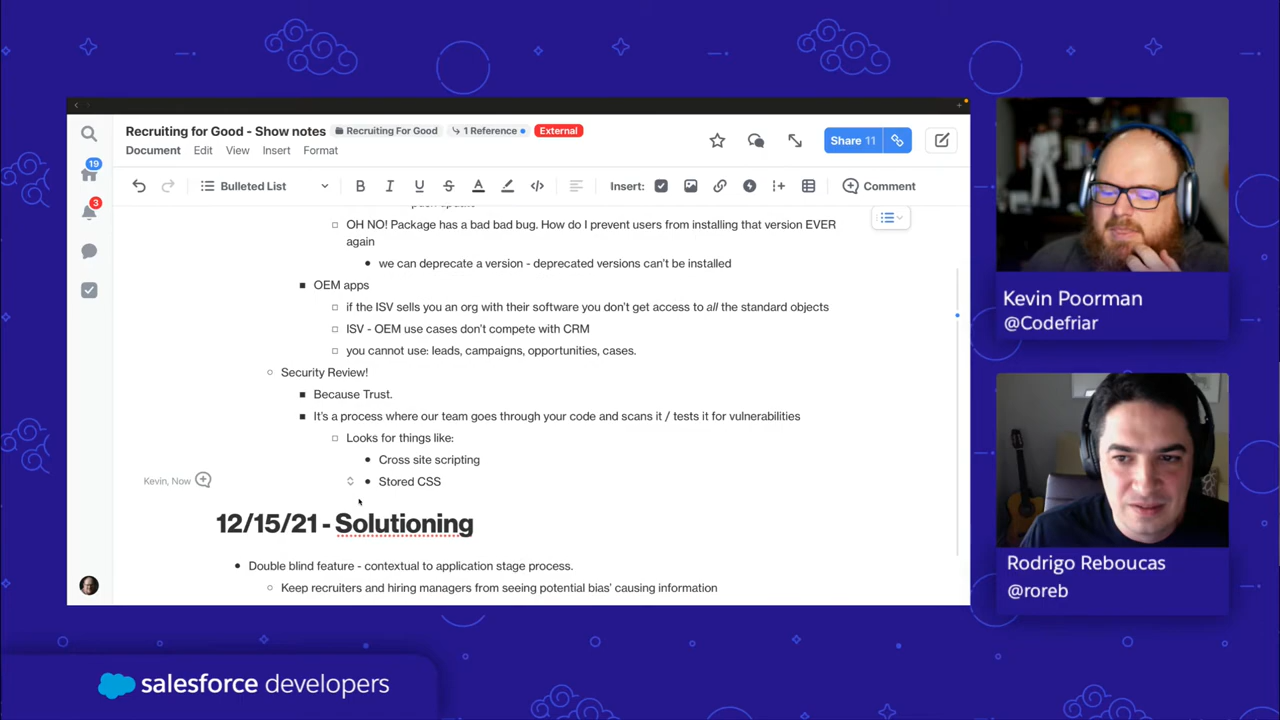 Recruiting for Good - Show notes
Recruiting For Good
1 Reference
External
Document
Edit
View
Insert
Format
Share 11
19
3
Bulleted List
B
I
U
S
A
Insert:
Comment
OH NO! Package has a bad bad bug. How do I prevent users from installing that version EVER
again
we can deprecate a version - deprecated versions can't be installed
OEM apps
if the ISV sells you an org with their software you don't get access to all the standard objects
ISV - OEM use cases don't compete with CRM
you cannot use: leads, campaigns, opportunities, cases.
Security Review!
Because Trust.
It's a process where our team goes through your code and scans it / tests it for vulnerabilities
Looks for things like:
Cross site scripting
Kevin, Now
Stored CSS
12/15/21 - Solutioning
Double blind feature - contextual to application stage process.
Keep recruiters and hiring managers from seeing potential bias' causing information
Kevin Poorman
@Codefriar
Rodrigo Reboucas
@roreb
salesforce developers